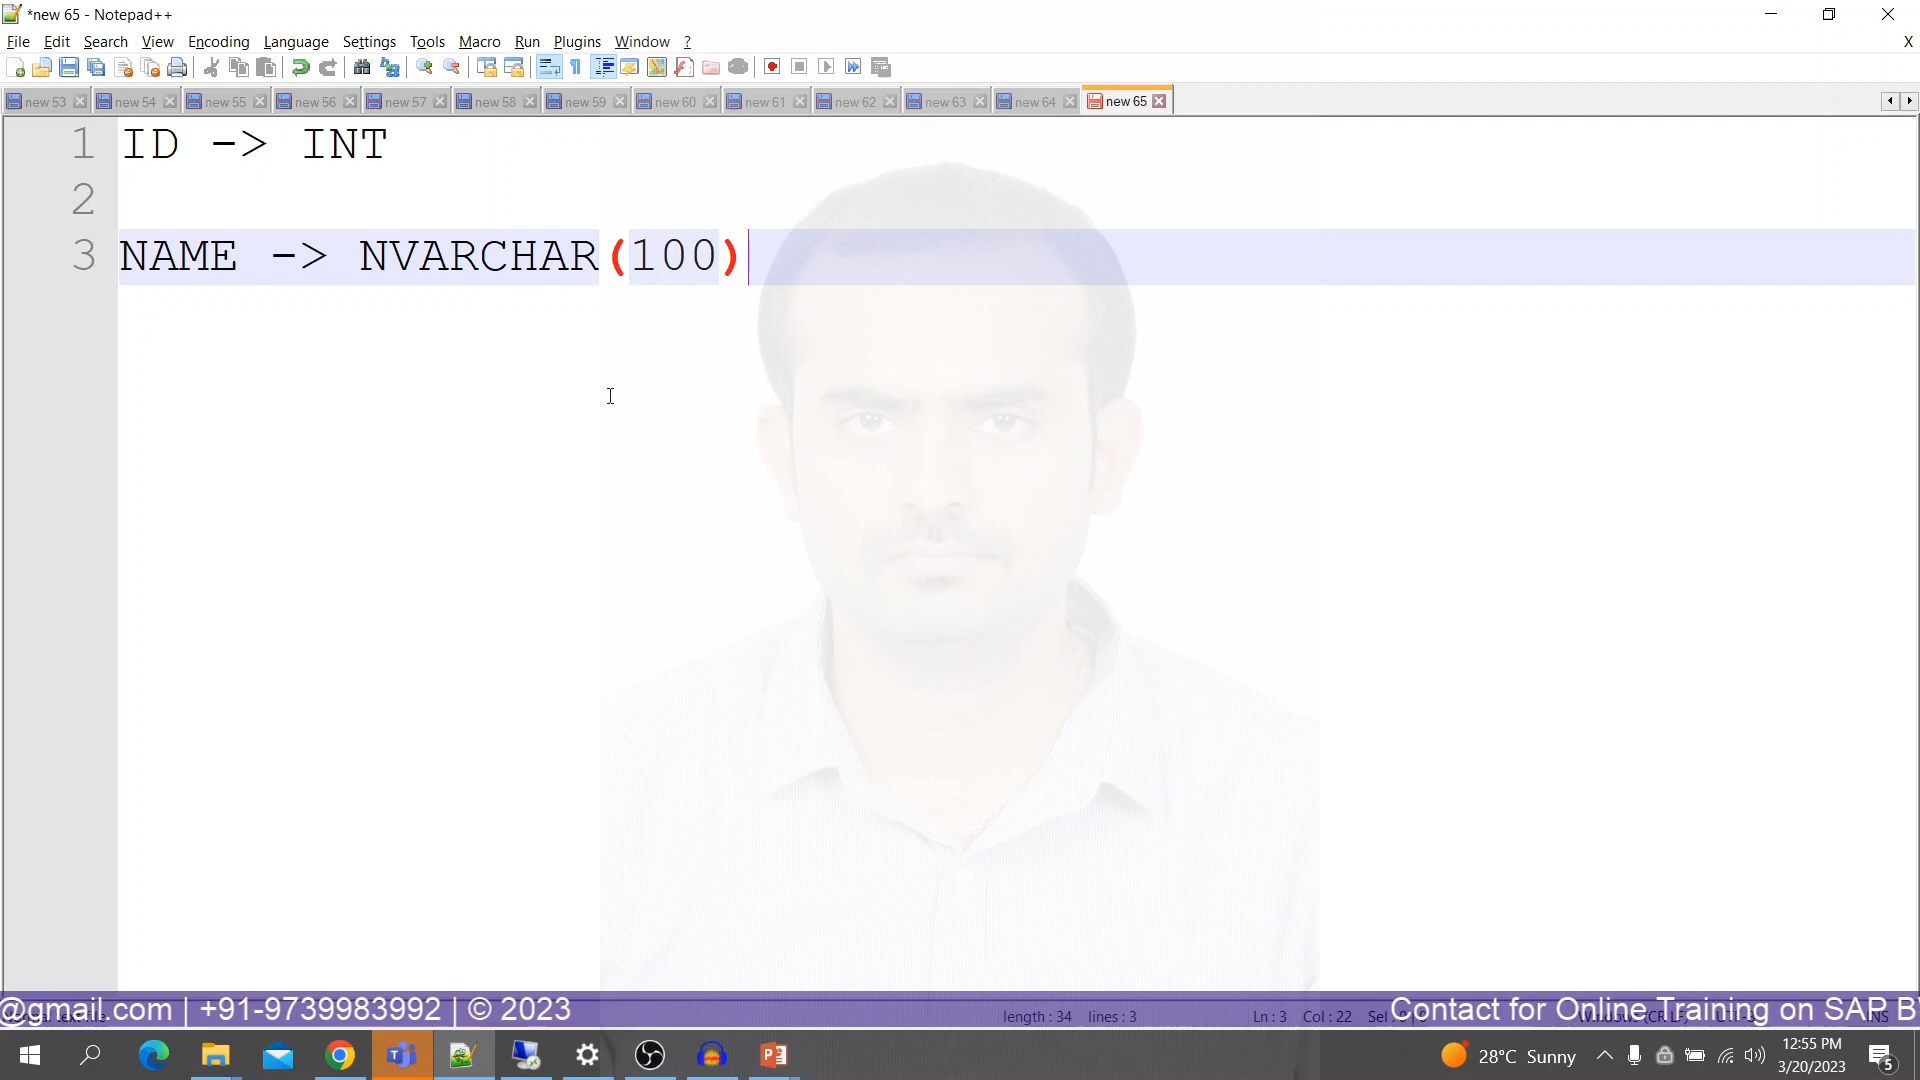 *new 65 - Notepad++
File Edit Search View Encoding Language Settings Tools Macro Run Plugins Window ?
X
new 53 new 54 new 55 new 56 new 57 new 58 new 59 new 60 new 61 new 62 new 63 new 64 new 65
1 ID -> INT
2
3 NAME -> NVARCHAR(100)
@gmail.com | +91-9739983992 | © 2023
Contact for Online Training on SAP B
length : 34 lines : 3
Ln : 3 Col : 22
28°C Sunny
12:55 PM
3/20/2023
5